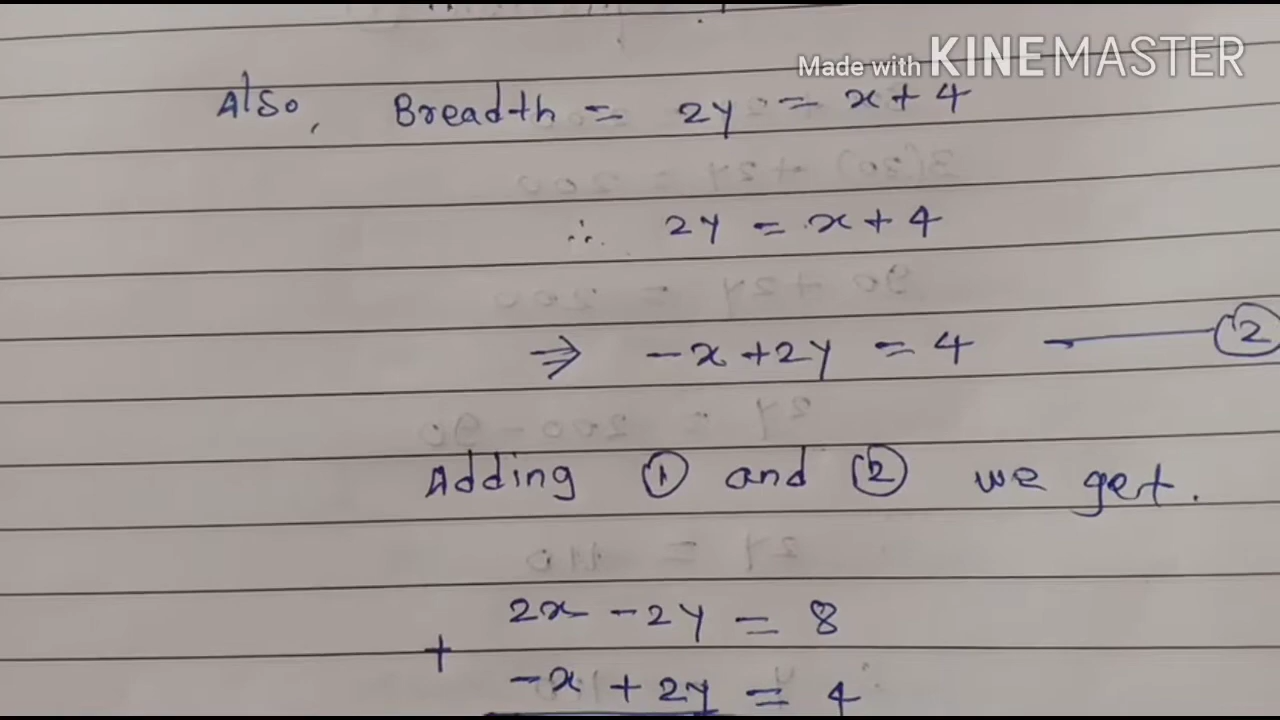 Made with KINEMASTER
Also, Breadth = 2y = x + 4
∴ 2y = x + 4
⇒ -x + 2y = 4 — ②
Adding ① and ② we get.
2x - 2y = 8
+
-x + 2y = 4